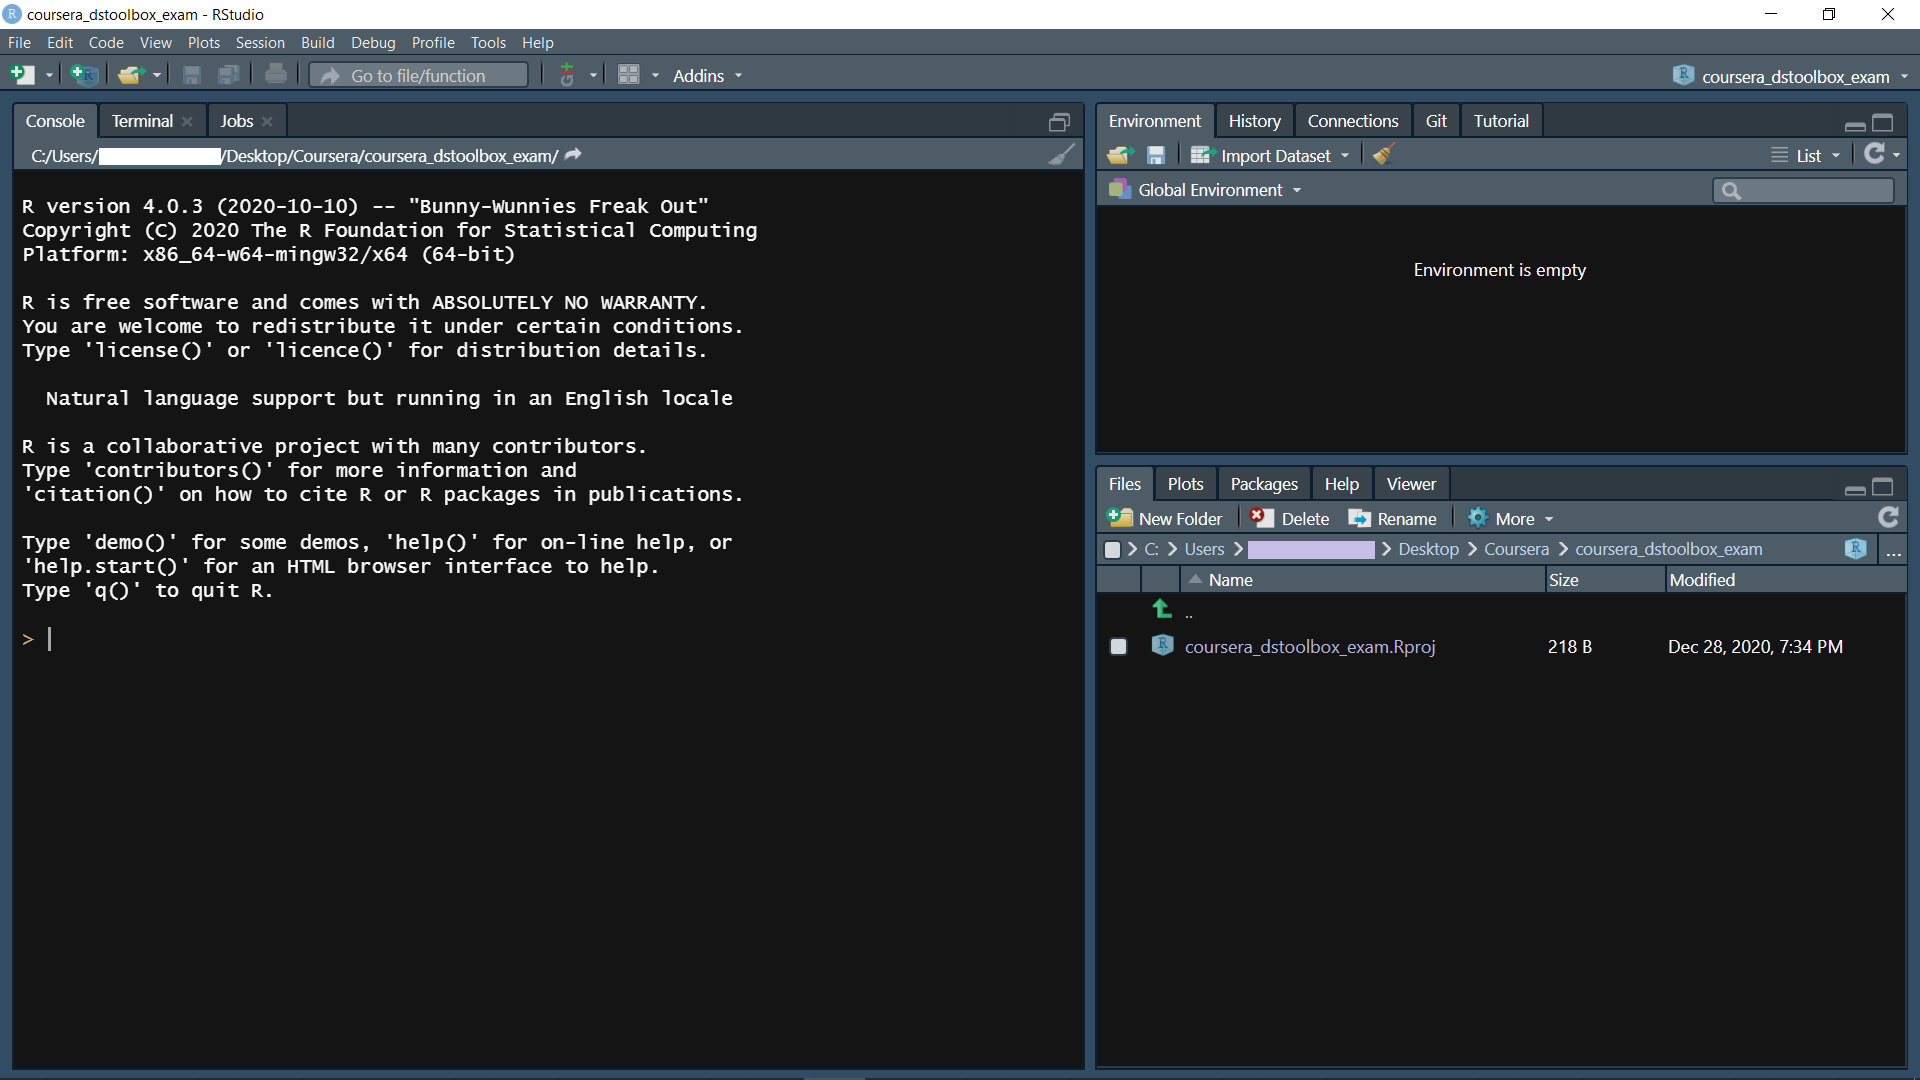 coursera_dstoolbox_exam - RStudio
File Edit Code View Plots Session Build Debug Profile Tools Help
Go to file/function Addins coursera_dstoolbox_exam
Console Terminal Jobs
C:/Users/ /Desktop/Coursera/coursera_dstoolbox_exam/
R version 4.0.3 (2020-10-10) -- "Bunny-Wunnies Freak Out"
Copyright (C) 2020 The R Foundation for Statistical Computing
Platform: x86_64-w64-mingw32/x64 (64-bit)
R is free software and comes with ABSOLUTELY NO WARRANTY.
You are welcome to redistribute it under certain conditions.
Type 'license()' or 'licence()' for distribution details.
Natural language support but running in an English locale
R is a collaborative project with many contributors.
Type 'contributors()' for more information and
'citation()' on how to cite R or R packages in publications.
Type 'demo()' for some demos, 'help()' for on-line help, or
'help.start()' for an HTML browser interface to help.
Type 'q()' to quit R.
>
Environment History Connections Git Tutorial
Import Dataset List
Global Environment
Environment is empty
Files Plots Packages Help Viewer
New Folder Delete Rename More
C: Users Desktop Coursera coursera_dstoolbox_exam ...
Name Size Modified
..
coursera_dstoolbox_exam.Rproj 218 B Dec 28, 2020, 7:34 PM